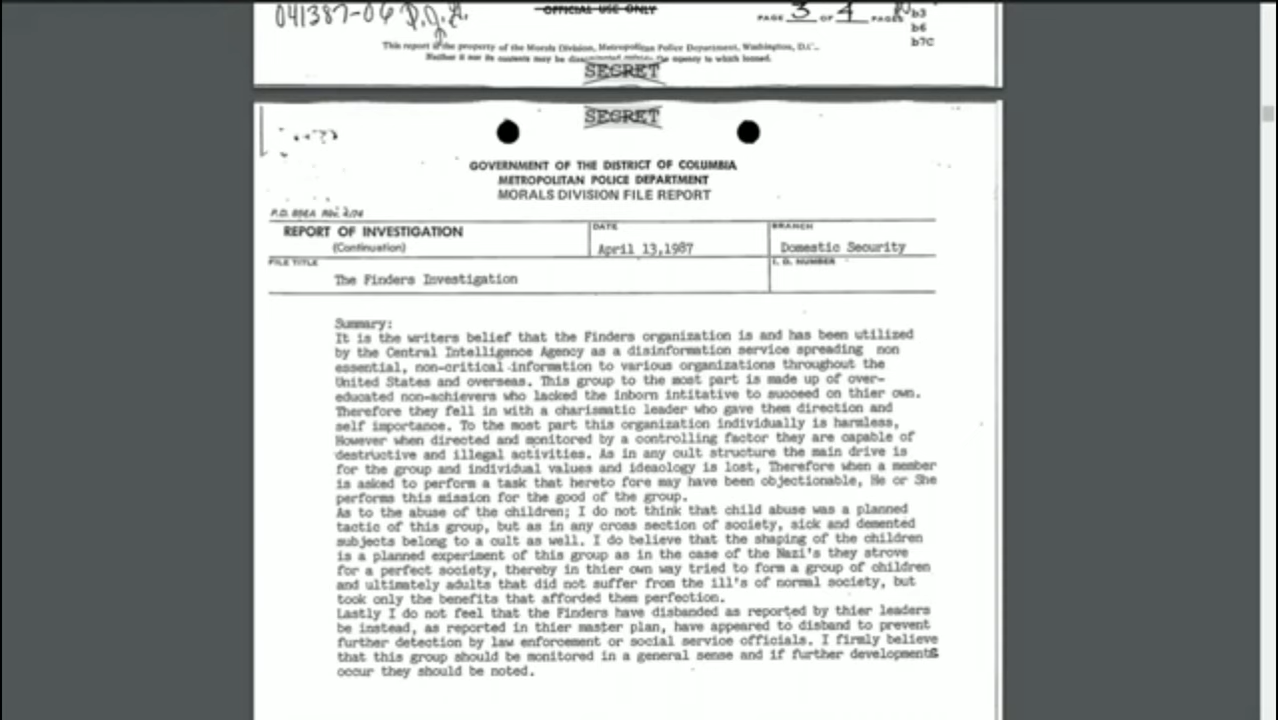 041387-06 P.J.L.
OFFICIAL USE ONLY
PAGE 3 OF 4 PAGES
b3
b6
b7C
This report is the property of the Morals Division, Metropolitan Police Department, Washington, D.C..
Neither it nor its contents may be disseminated outside the agency to which loaned.
SECRET
SECRET
GOVERNMENT OF THE DISTRICT OF COLUMBIA
METROPOLITAN POLICE DEPARTMENT
MORALS DIVISION FILE REPORT
REPORT OF INVESTIGATION
(Continuation)
DATE
April 13,1987
BRANCH
Domestic Security
FILE TITLE
The Finders Investigation
I. D. NUMBER
Summary:
It is the writers belief that the Finders organization is and has been utilized
by the Central Intelligence Agency as a disinformation service spreading non
essential, non-critical information to various organizations throughout the
United States and overseas. This group to the most part is made up of over-
educated non-achievers who lacked the inborn intitative to succeed on thier own.
Therefore they fell in with a charismatic leader who gave them direction and
self importance. To the most part this organization individually is harmless,
However when directed and monitored by a controlling factor they are capable of
destructive and illegal activities. As in any cult structure the main drive is
for the group and individual values and ideaology is lost, Therefore when a member
is asked to perform a task that hereto fore may have been objectionable, He or She
performs this mission for the good of the group.
As to the abuse of the children; I do not think that child abuse was a planned
tactic of this group, but as in any cross section of society, sick and demented
subjects belong to a cult as well. I do believe that the shaping of the children
is a planned experiment of this group as in the case of the Nazi's they strove
for a perfect society, thereby in thier own way tried to form a group of children
and ultimately adults that did not suffer from the ill's of normal society, but
took only the benefits that afforded them perfection.
Lastly I do not feel that the Finders have disbanded as reported by thier leaders
be instead, as reported in thier master plan, have appeared to disband to prevent
further detection by law enforcement or social service officials. I firmly believe
that this group should be monitored in a general sense and if further developments
occur they should be noted.